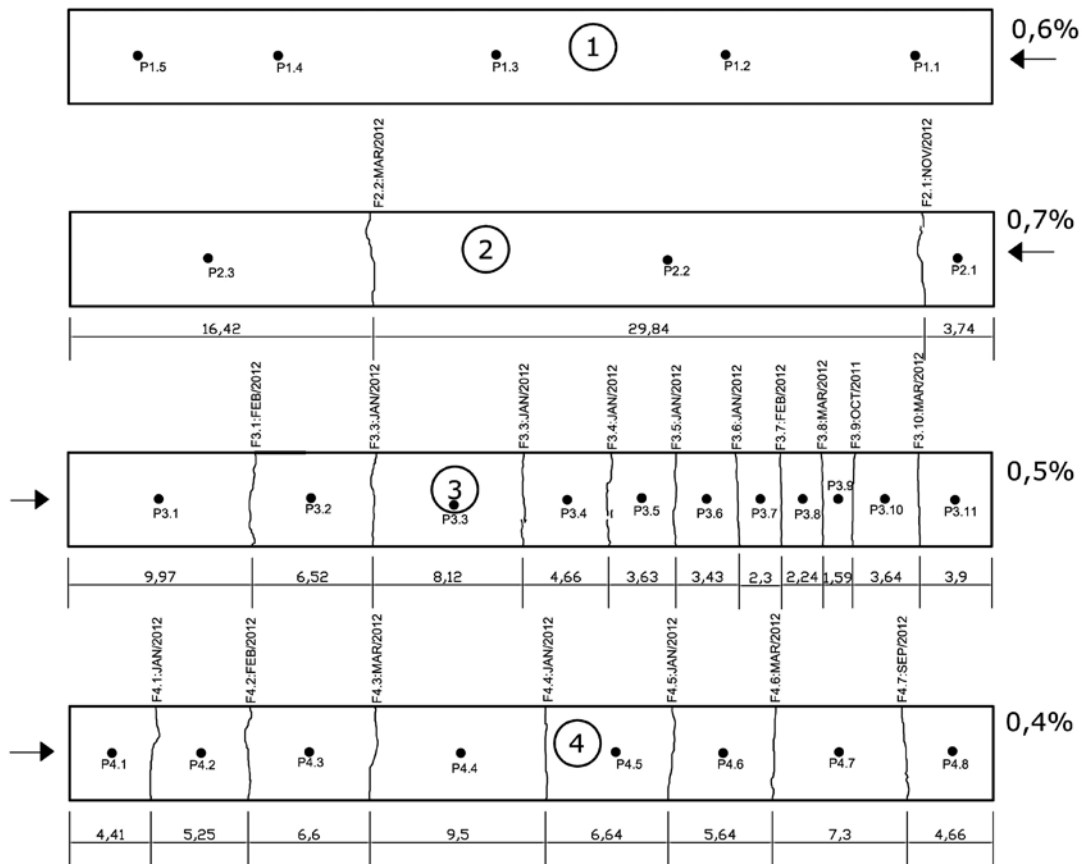 1
0,6%
P1.5
P1.4
P1.3
P1.2
P1.1
F2.2:MAR/2012
F2.1:NOV/2012
2
0,7%
P2.3
P2.2
P2.1
16,42
29,84
3,74
F3.1:FEB/2012
F3.3:JAN/2012
F3.3:JAN/2012
F3.4:JAN/2012
F3.5:JAN/2012
F3.6:JAN/2012
F3.7:FEB/2012
F3.8:MAR/2012
F3.9:OCT/2011
F3.10:MAR/2012
3
0,5%
P3.1
P3.2
P3.3
P3.4
P3.5
P3.6
P3.7
P3.8
P3.9
P3.10
P3.11
9,97
6,52
8,12
4,66
3,63
3,43
2,3
2,24
1,59
3,64
3,9
F4.1:JAN/2012
F4.2:FEB/2012
F4.3:MAR/2012
F4.4:JAN/2012
F4.5:JAN/2012
F4.6:MAR/2012
F4.7:SEP/2012
4
0,4%
P4.1
P4.2
P4.3
P4.4
P4.5
P4.6
P4.7
P4.8
4,41
5,25
6,6
9,5
6,64
5,64
7,3
4,66